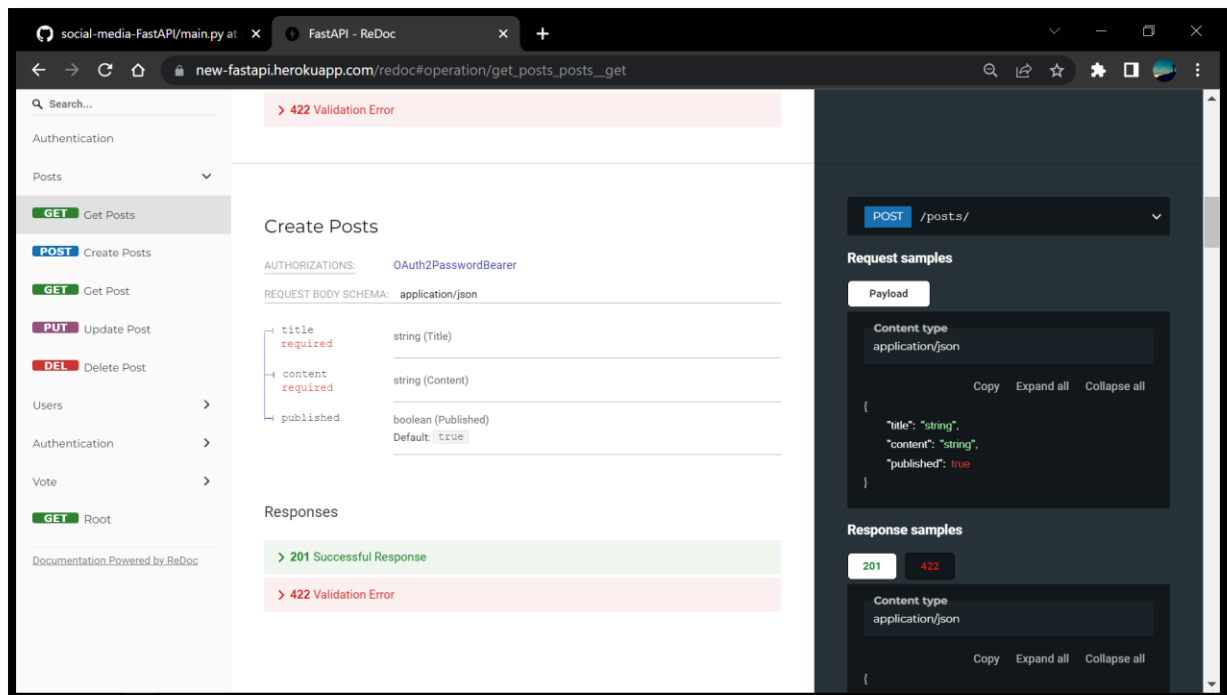 social-media-FastAPI/main.py at
FastAPI - ReDoc
new-fastapi.herokuapp.com/redoc#operation/get_posts_posts__get
Search...
Authentication
Posts
GET Get Posts
POST Create Posts
GET Get Post
PUT Update Post
DEL Delete Post
Users
Authentication
Vote
GET Root
Documentation Powered by ReDoc
422 Validation Error
Create Posts
AUTHORIZATIONS: OAuth2PasswordBearer
REQUEST BODY SCHEMA: application/json
title string (Title)
required
content string (Content)
required
published boolean (Published)
Default: true
Responses
201 Successful Response
422 Validation Error
POST /posts/
Request samples
Payload
Content type
application/json
Copy Expand all Collapse all
{
"title": "string",
"content": "string",
"published": true
}
Response samples
201 422
Content type
application/json
Copy Expand all Collapse all
{